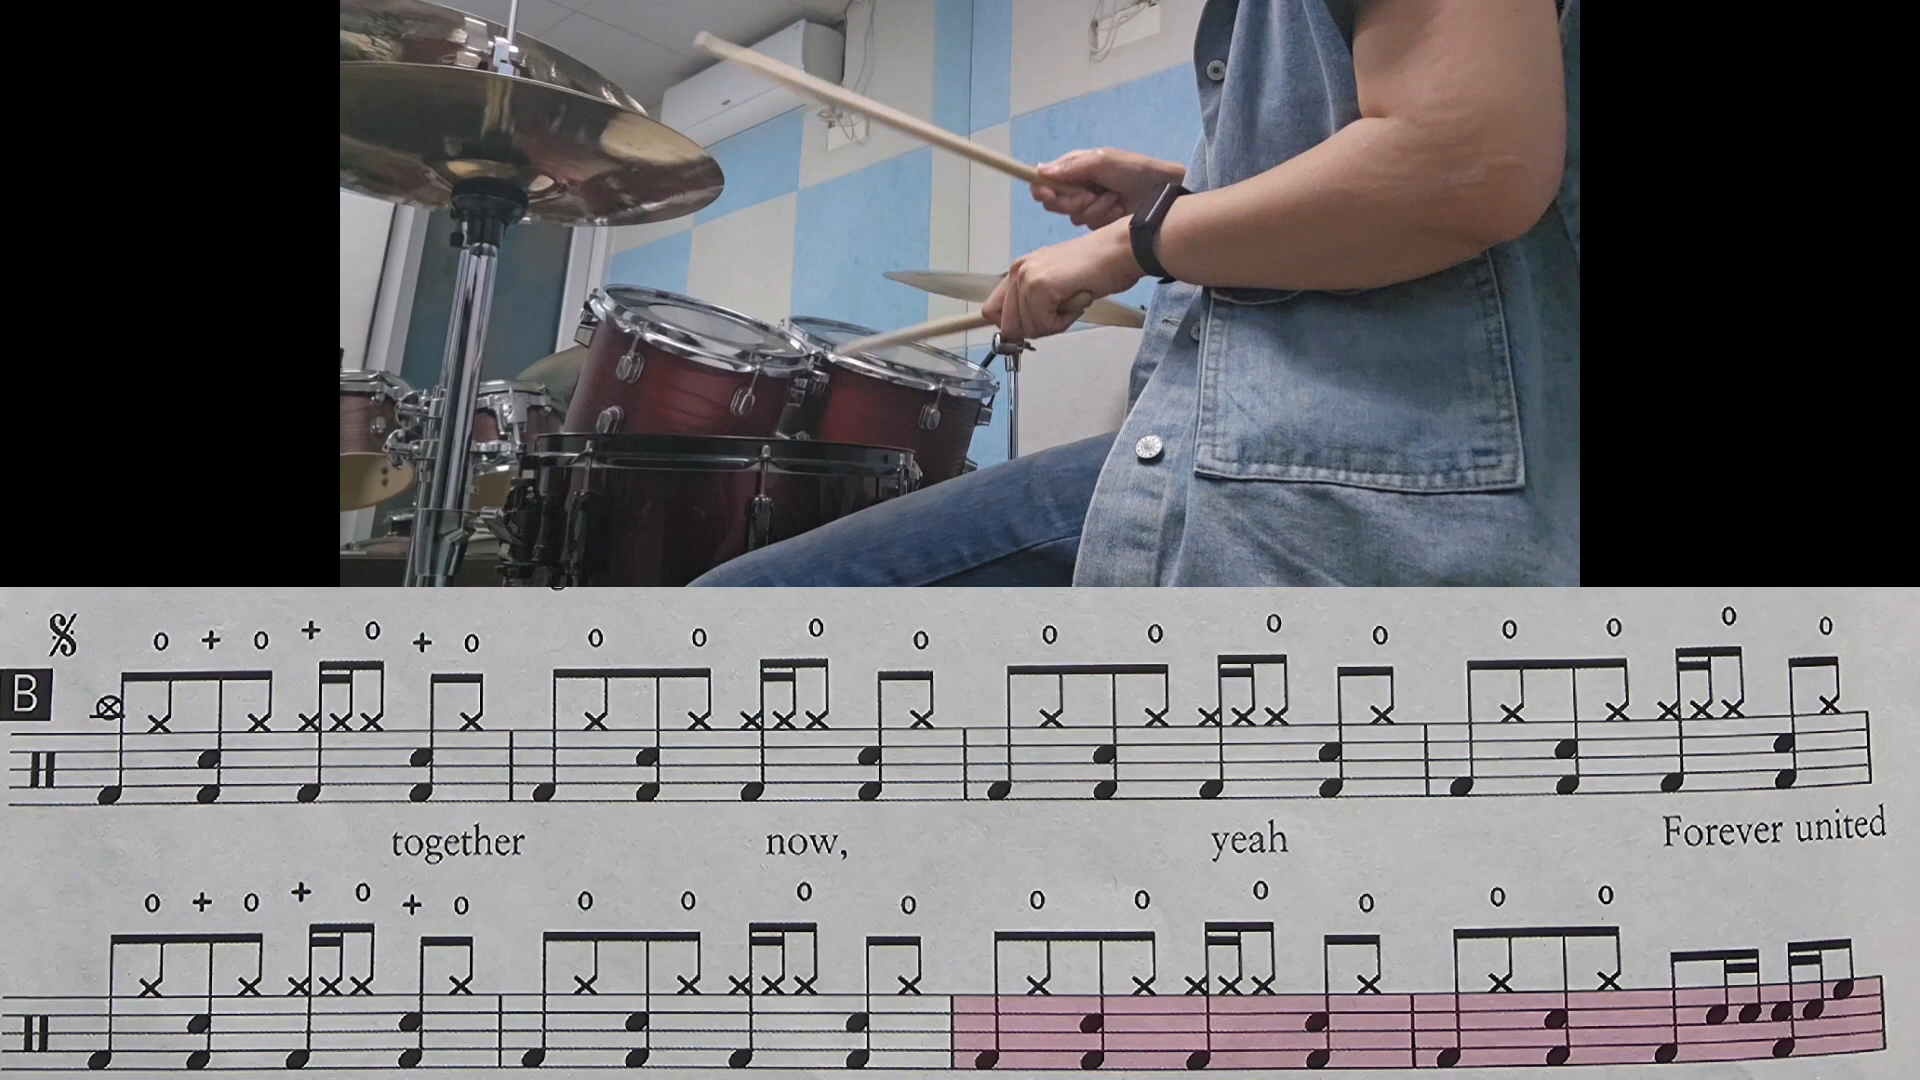 o + o + o + o o o o o o o o o o o o o
B
together now, yeah Forever united
o + o + o + o o o o o o o o o o o